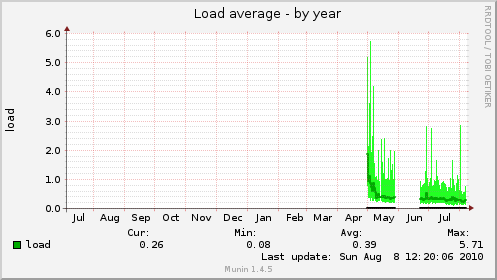 Load average - by year
RRDTOOL / TOBI OETIKER
load
6.0
5.0
4.0
3.0
2.0
1.0
0.0
Jul Aug Sep Oct Nov Dec Jan Feb Mar Apr May Jun Jul
Cur: Min: Avg: Max:
load 0.26 0.08 0.39 5.71
Last update: Sun Aug 8 12:20:06 2010
Munin 1.4.5